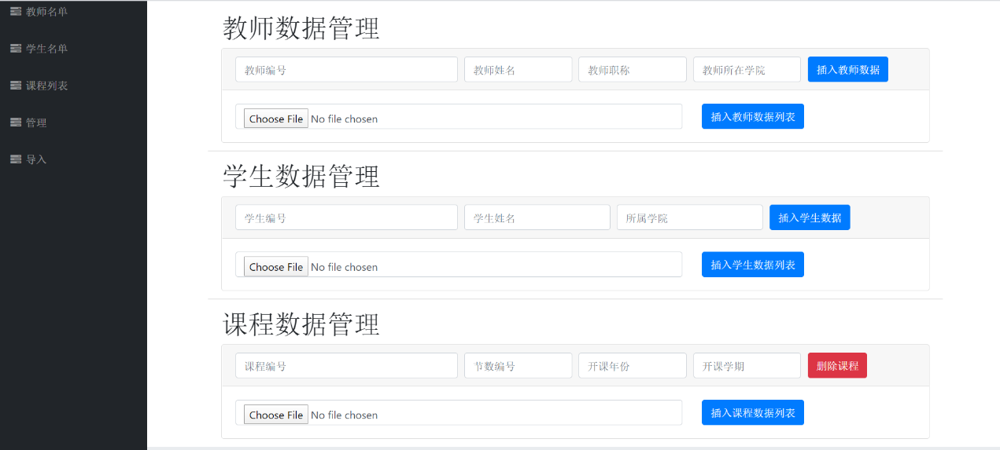 教师名单
学生名单
课程列表
管理
导入
教师数据管理
教师编号 教师姓名 教师职称 教师所在学院 插入教师数据
Choose File No file chosen 插入教师数据列表
学生数据管理
学生编号 学生姓名 所属学院 插入学生数据
Choose File No file chosen 插入学生数据列表
课程数据管理
课程编号 节数编号 开课年份 开课学期 删除课程
Choose File No file chosen 插入课程数据列表